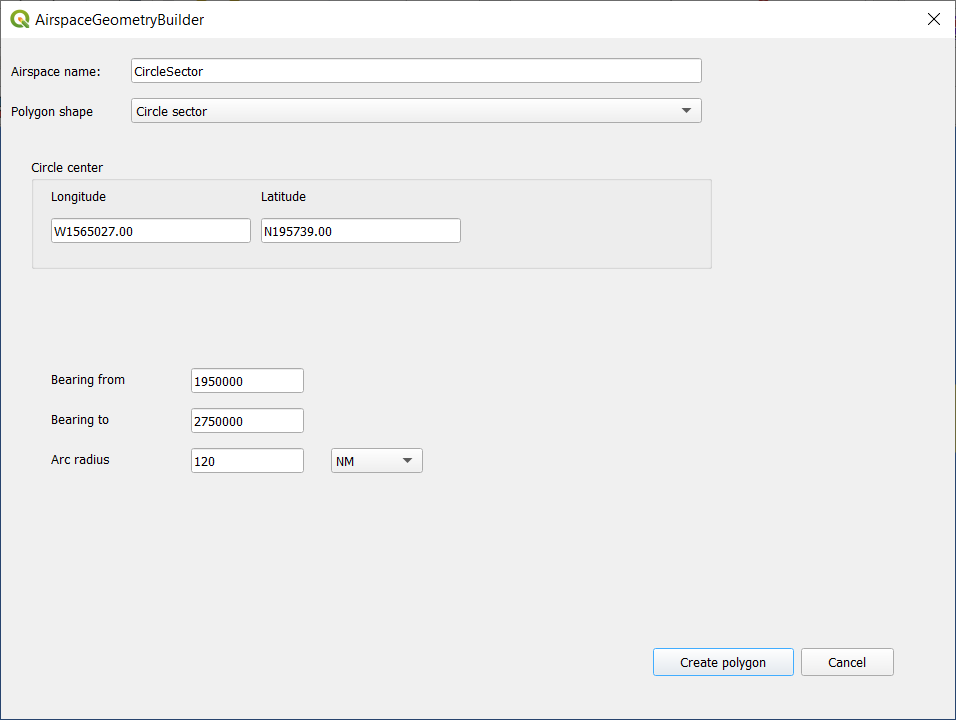 AirspaceGeometryBuilder
Airspace name: CircleSector
Polygon shape Circle sector
Circle center
Longitude Latitude
W1565027.00 N195739.00
Bearing from 1950000
Bearing to 2750000
Arc radius 120 NM
Create polygon Cancel